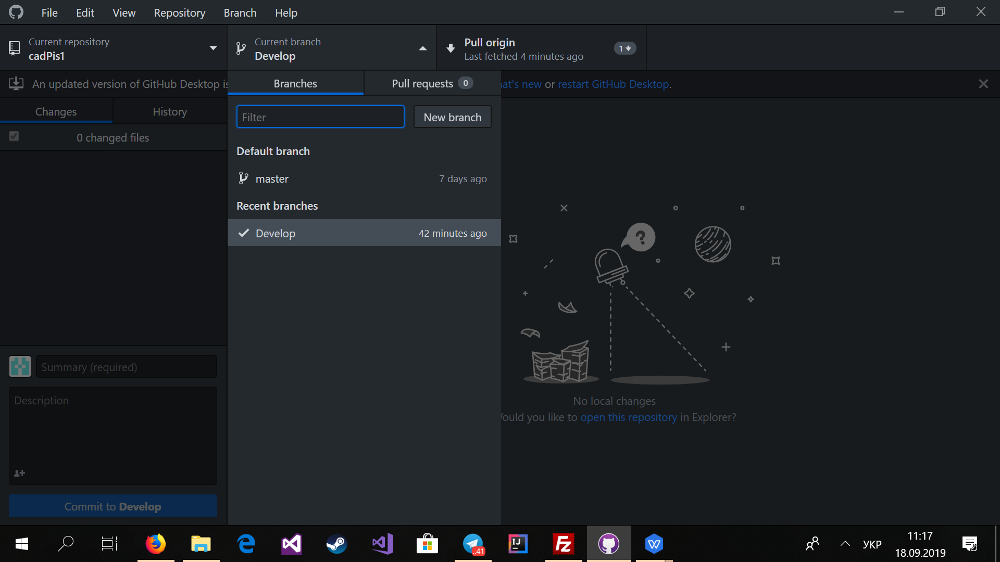 File Edit View Repository Branch Help
Current repository
cadPis1
Current branch
Develop
Pull origin
Last fetched 4 minutes ago
1
An updated version of GitHub Desktop is
hat's new or restart GitHub Desktop.
Branches
Pull requests 0
Changes
History
Filter
New branch
0 changed files
Default branch
master 7 days ago
Recent branches
Develop 42 minutes ago
?
Summary (required)
Description
No local changes
Would you like to open this repository in Explorer?
Commit to Develop
..41
IJ
Fz
W
УКР
11:17
18.09.2019